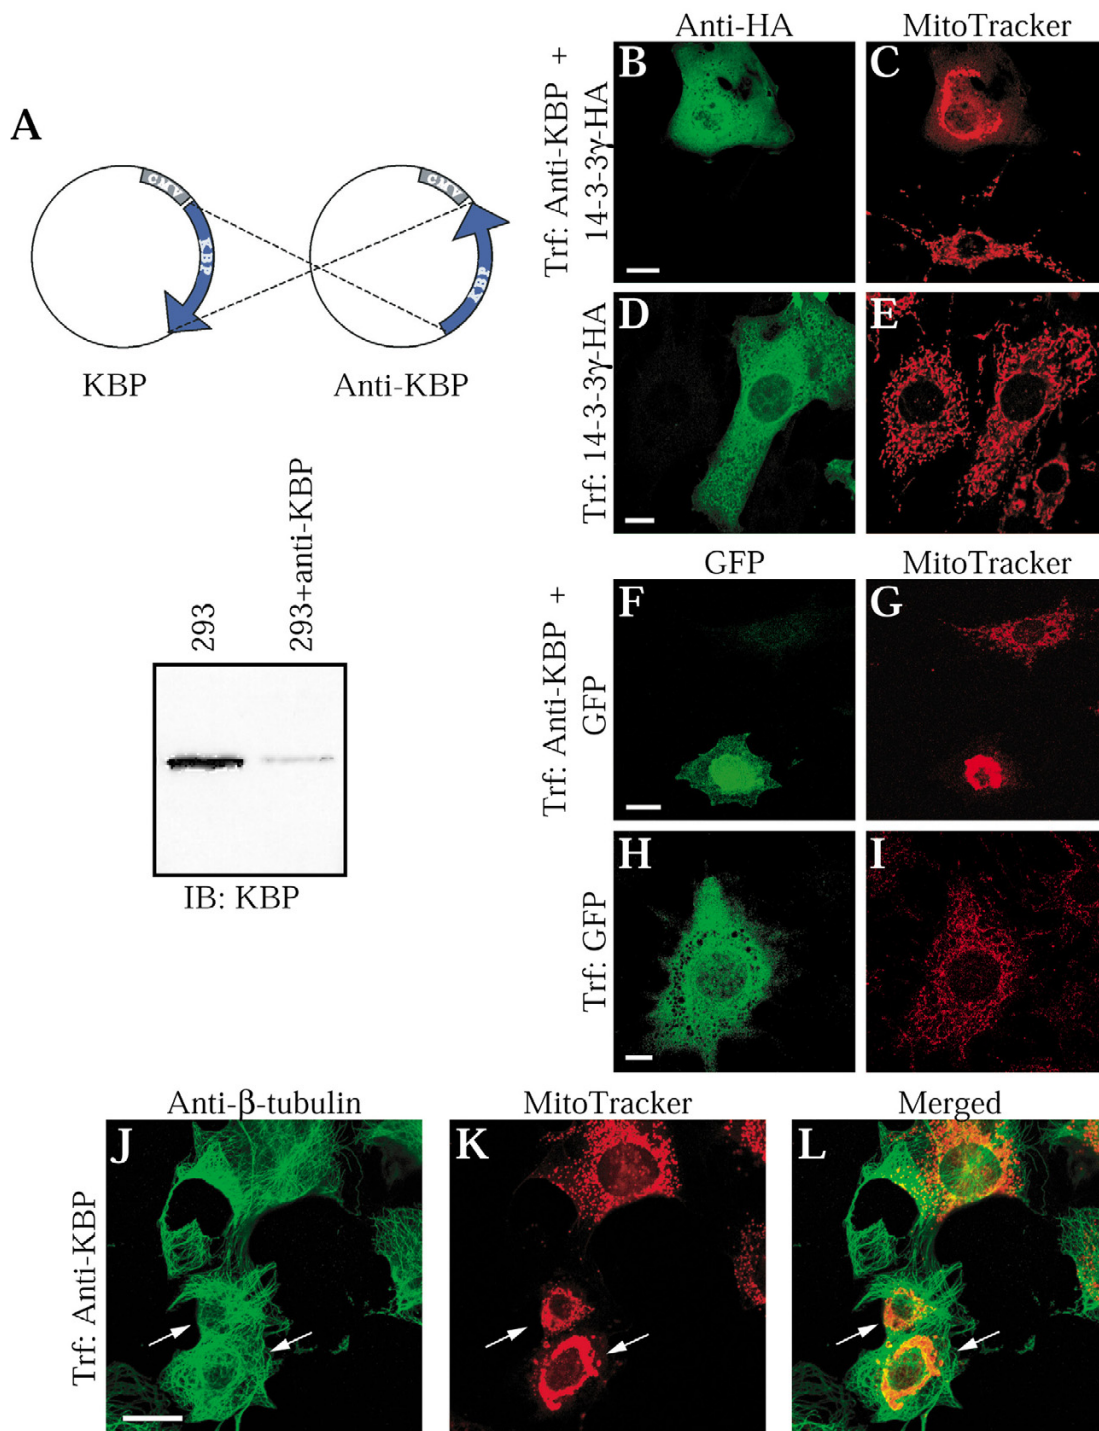 A
CMV
KBP
KBP
CMV
KBP
Anti-KBP
293
293+anti-KBP
IB: KBP
Anti-HA
MitoTracker
Trf: Anti-KBP +
14-3-3γ-HA
B
C
Trf: 14-3-3γ-HA
D
E
GFP
MitoTracker
Trf: Anti-KBP +
GFP
F
G
Trf: GFP
H
I
Anti-β-tubulin
MitoTracker
Merged
Trf: Anti-KBP
J
K
L